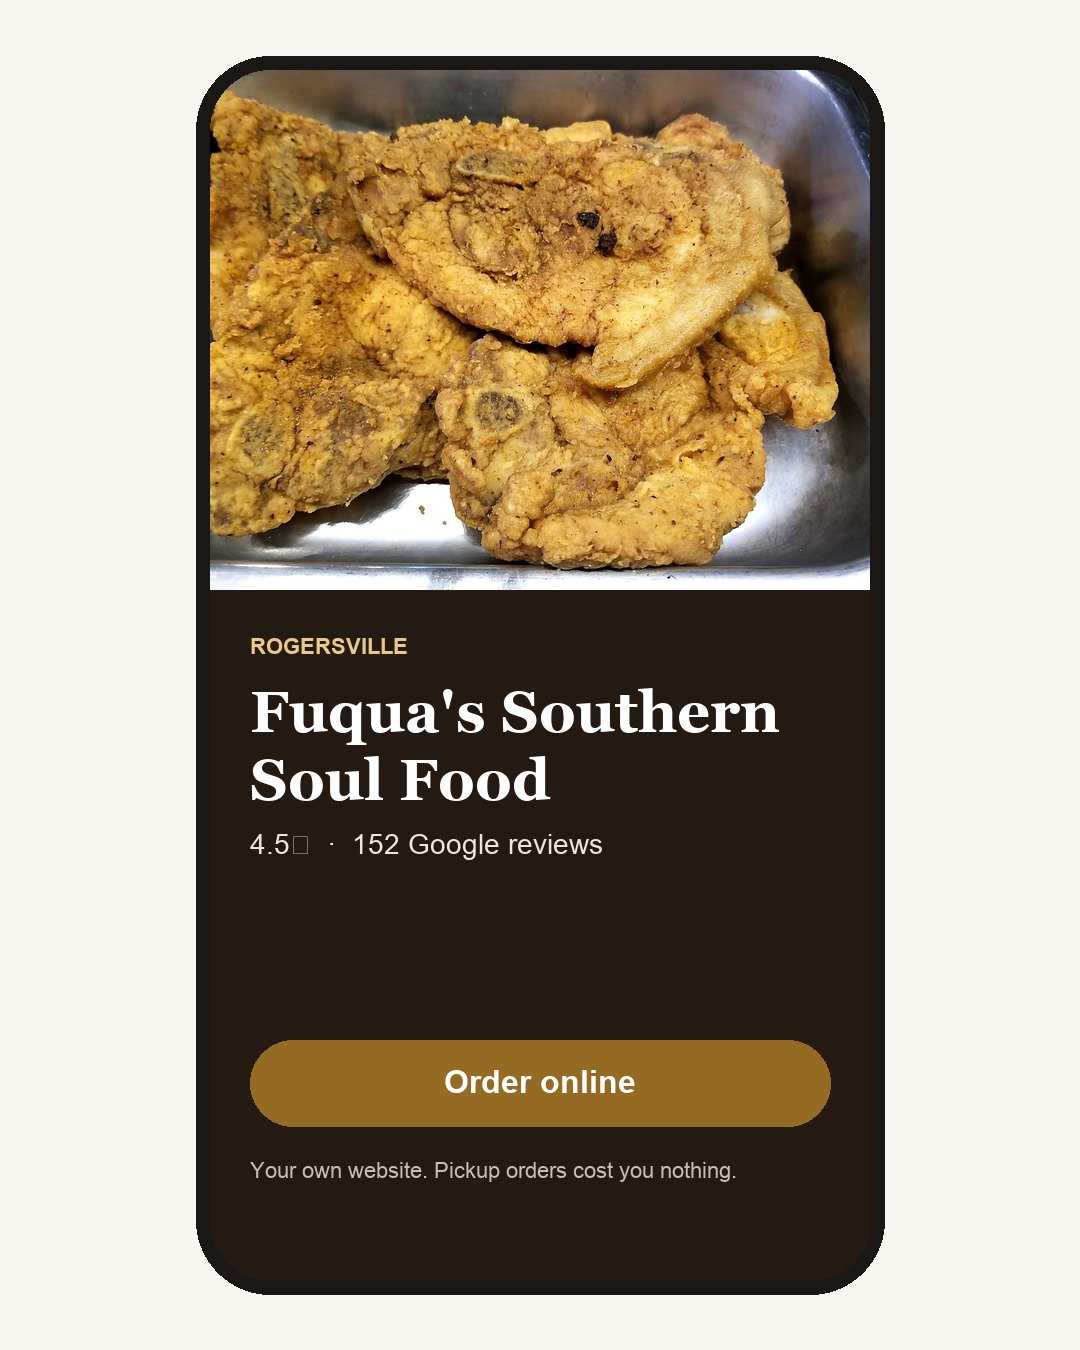 ROGERSVILLE
Fuqua's Southern
Soul Food
4.5▯ · 152 Google reviews
Order online
Your own website. Pickup orders cost you nothing.